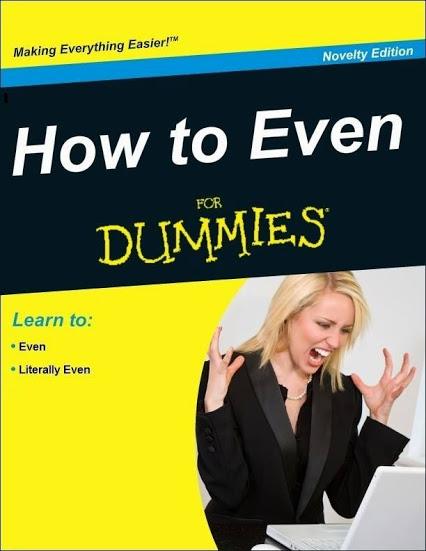 Making Everything Easier!™
Novelty Edition
How to Even
FOR
DUMMIES®
Learn to:
• Even
• Literally Even